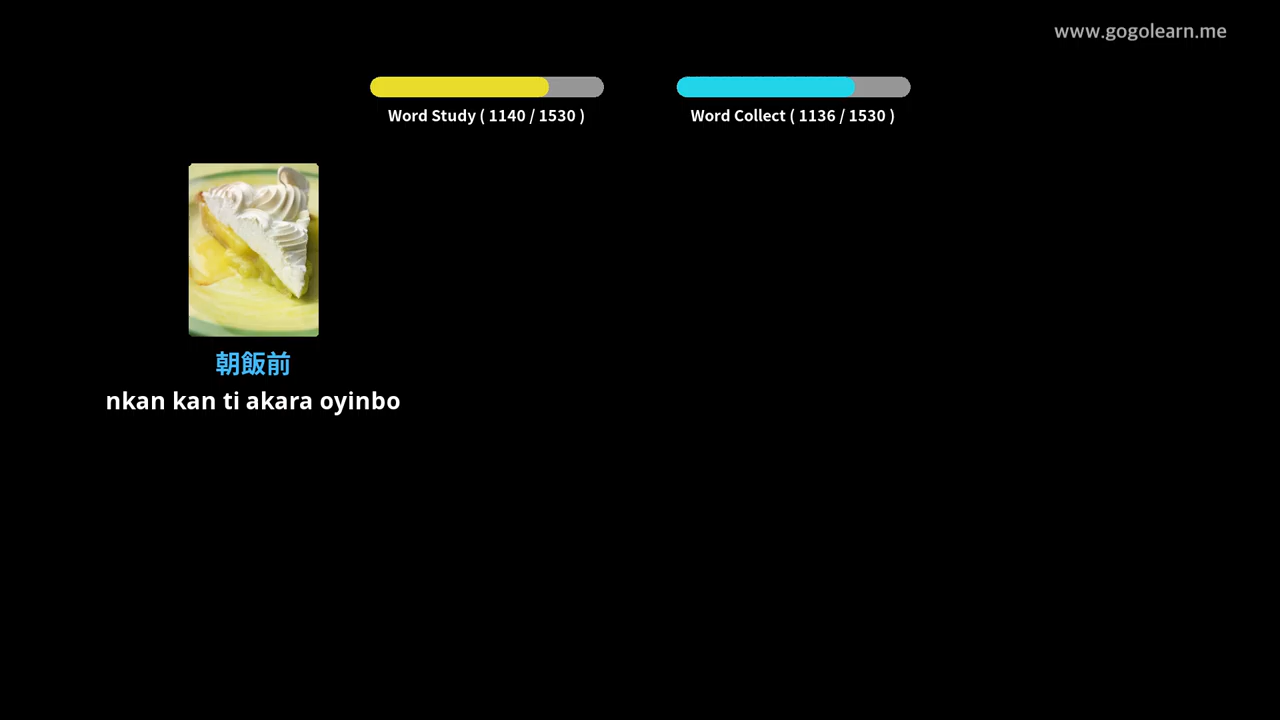 www.gogolearn.me
Word Study ( 1140 / 1530 )
Word Collect ( 1136 / 1530 )
朝飯前
nkan kan ti akara oyinbo